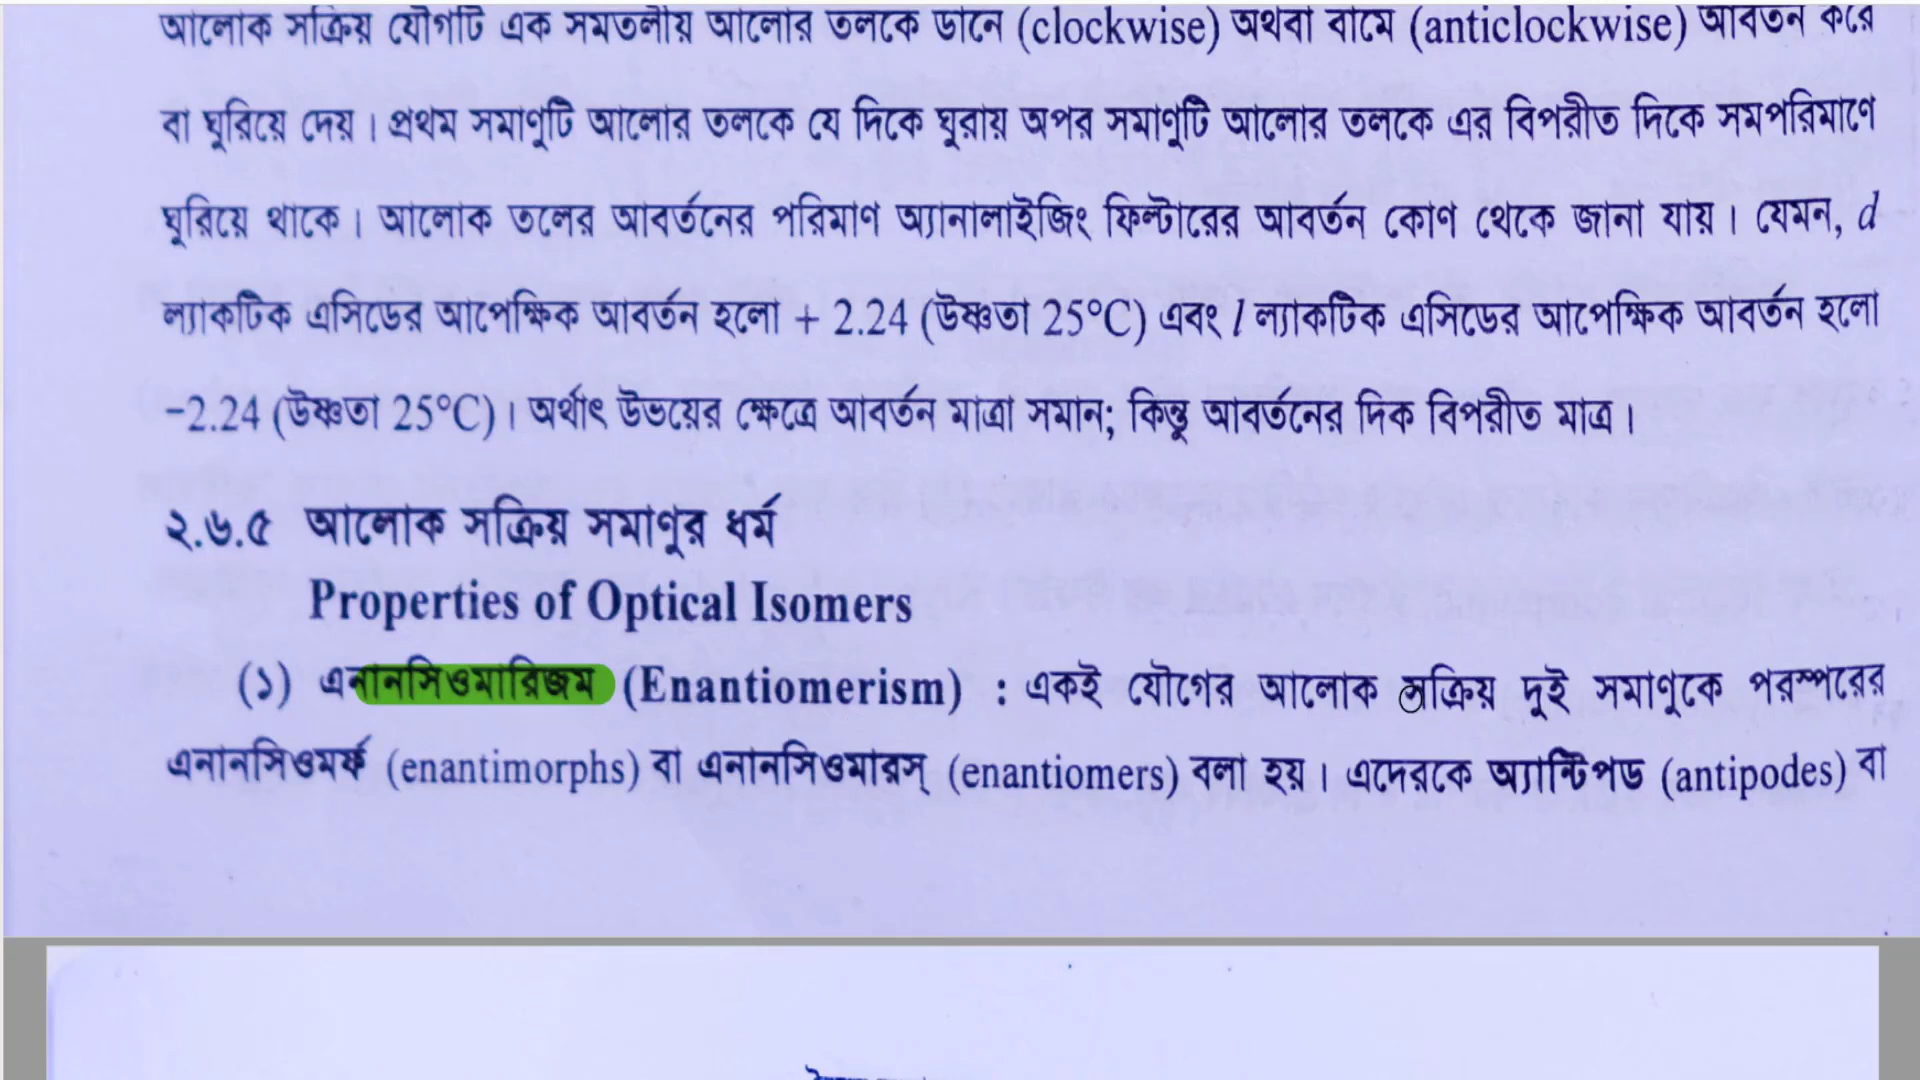 আলোক সক্রিয় যৌগটি এক সমতলীয় আলোর তলকে ডানে (clockwise) অথবা বামে (anticlockwise) আবর্তন করে
বা ঘুরিয়ে দেয়। প্রথম সমাণুটি আলোর তলকে যে দিকে ঘুরায় অপর সমাণুটি আলোর তলকে এর বিপরীত দিকে সমপরিমাণে
ঘুরিয়ে থাকে। আলোক তলের আবর্তনের পরিমাণ অ্যানালাইজিং ফিল্টারের আবর্তন কোণ থেকে জানা যায়। যেমন, d
ল্যাকটিক এসিডের আপেক্ষিক আবর্তন হলো + 2.24 (উষ্ণতা 25°C) এবং l ল্যাকটিক এসিডের আপেক্ষিক আবর্তন হলো
-2.24 (উষ্ণতা 25°C)। অর্থাৎ উভয়ের ক্ষেত্রে আবর্তন মাত্রা সমান; কিন্তু আবর্তনের দিক বিপরীত মাত্র।
২.৬.৫ আলোক সক্রিয় সমাণুর ধর্ম
Properties of Optical Isomers
(১) এনানসিওমারিজম (Enantiomerism) : একই যৌগের আলোক সক্রিয় দুই সমাণুকে পরস্পরের
এনানসিওমর্ফ (enantimorphs) বা এনানসিওমারস্ (enantiomers) বলা হয়। এদেরকে অ্যান্টিপড (antipodes) বা